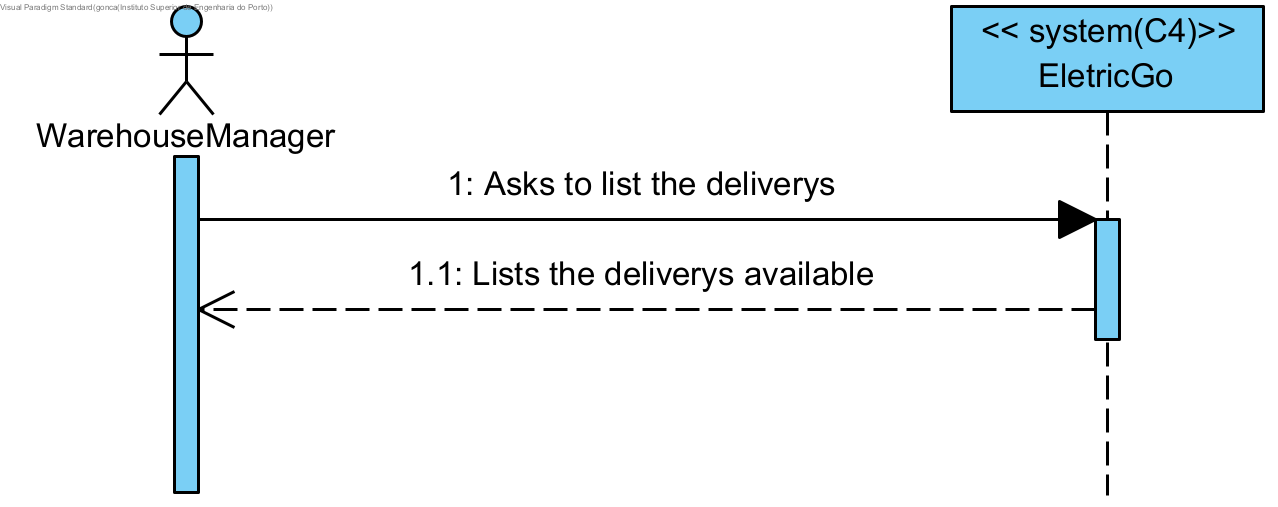 Visual Paradigm Standard(gonca(Instituto Superior de Engenharia do Porto))
<< system(C4)>>
EletricGo
WarehouseManager
1: Asks to list the deliverys
1.1: Lists the deliverys available